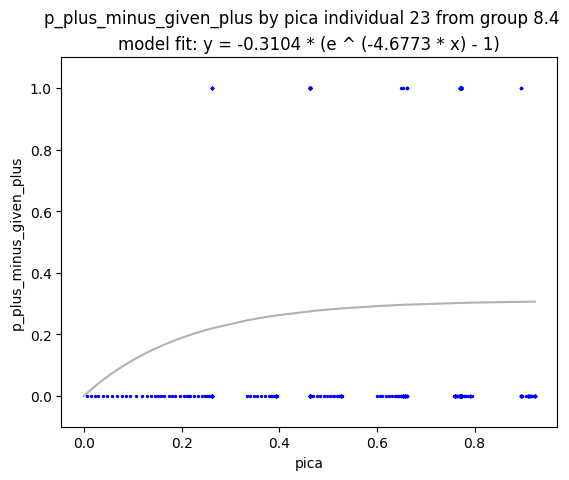 p_plus_minus_given_plus by pica individual 23 from group 8.4
model fit: y = -0.3104 * (e ^ (-4.6773 * x) - 1)
1.0
0.8
0.6
0.4
0.2
0.0
p_plus_minus_given_plus
0.0 0.2 0.4 0.6 0.8
pica